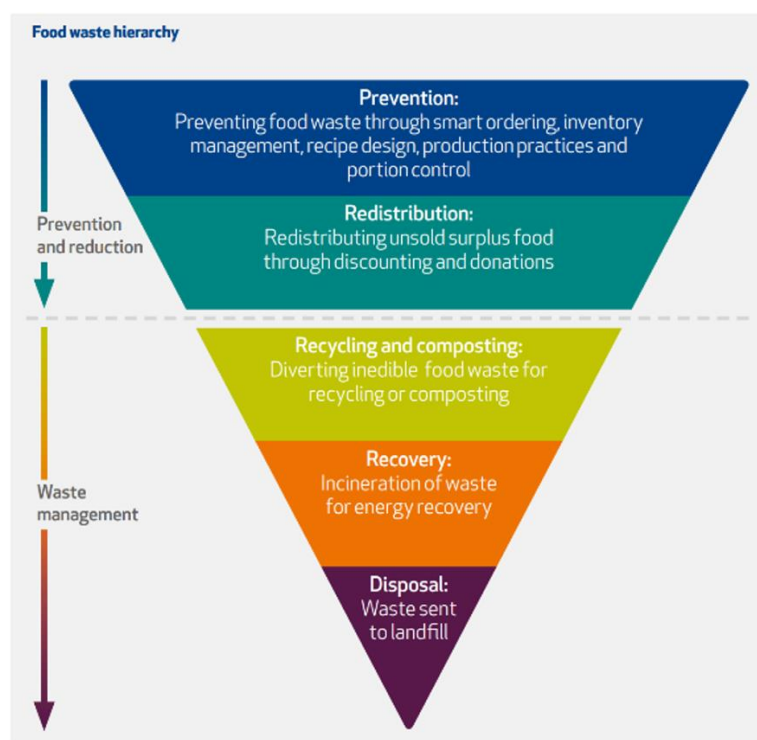 Food waste hierarchy
Prevention:
Preventing food waste through smart ordering, inventory
management, recipe design, production practices and
portion control
Redistribution:
Redistributing unsold surplus food
through discounting and donations
Prevention
and reduction
Recycling and composting:
Diverting inedible food waste for
recycling or composting
Recovery:
Incineration of waste
for energy recovery
Waste
management
Disposal:
Waste sent
to landfill